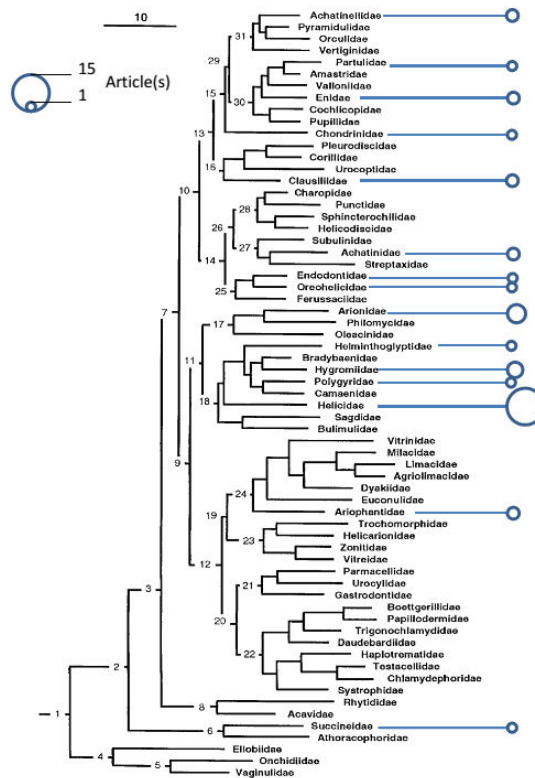 10
15
Article(s)
1
Achatinellidae
31
Pyramidulidae
Orculidae
Vertiginidae
29
Partulidae
Amastridae
Valloniidae
15
Enidae
30
Cochlicopidae
Pupillidae
13
Chondrinidae
Pleurodiscidae
Corillidae
15
Urocoptidae
Clausiliidae
10
Charopidae
Punctidae
28
Sphincterochilidae
26
Helicodiscidae
Subulinidae
27
Achatinidae
14
Streptaxidae
Endodontidae
Oreohelicidae
25
Ferussaciidae
7
Arionidae
17
Philomycidae
Oleacinidae
Helminthoglyptidae
11
Bradybaenidae
Hygromiidae
Polygyridae
Camaenidae
18
Helicidae
Sagdidae
Bulimulidae
Vitrinidae
9
Milacidae
Limacidae
Agriolimacidae
Dyakiidae
24
Euconulidae
Ariophantidae
19
Trochomorphidae
Helicarionidae
23
Zonitidae
Vitreidae
12
Parmacellidae
21
Urocylidae
3
Gastrodontidae
Boettgerillidae
Papillodermidae
20
Trigonochlamydidae
Daudebardiidae
22
Haplotrematidae
2
Testacellidae
Chlamydephoridae
Systrophidae
Rhytididae
8
Acavidae
1
Succineidae
6
Athoracophoridae
Ellobiidae
4
Onchidiidae
5
Vaginulidae